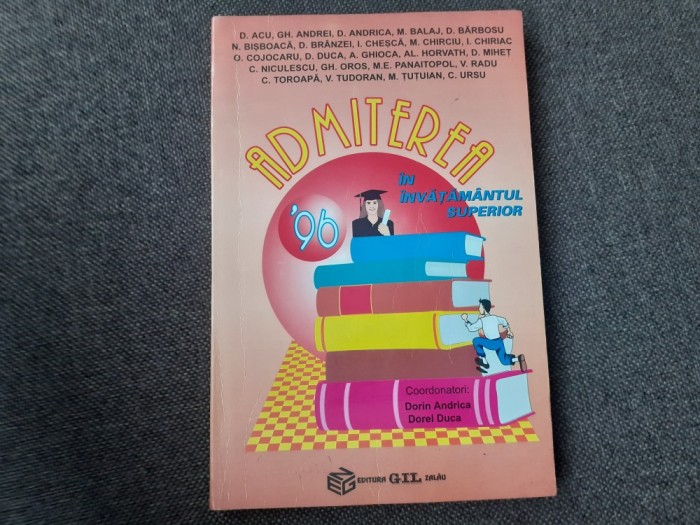 D. ACU, GH. ANDREI, D. ANDRICA, M. BALAJ, D. BĂRBOSU
N. BIȘBOACĂ, D. BRÂNZEI, I. CHEȘCĂ, M. CHIRCIU, I. CHIRIAC
O. COJOCARU, D. DUCA, A. GHIOCA, AL. HORVATH, D. MIHEȚ
C. NICULESCU, GH. OROS, M.E. PANAITOPOL, V. RADU
C. TOROAPĂ, V. TUDORAN, M. ȚUȚUIAN, C. URSU
ADMITEREA
'96
ÎN
ÎNVĂȚĂMÂNTUL
SUPERIOR
Coordonatori:
Dorin Andrica
Dorel Duca
EDITURA GIL ZALĂU